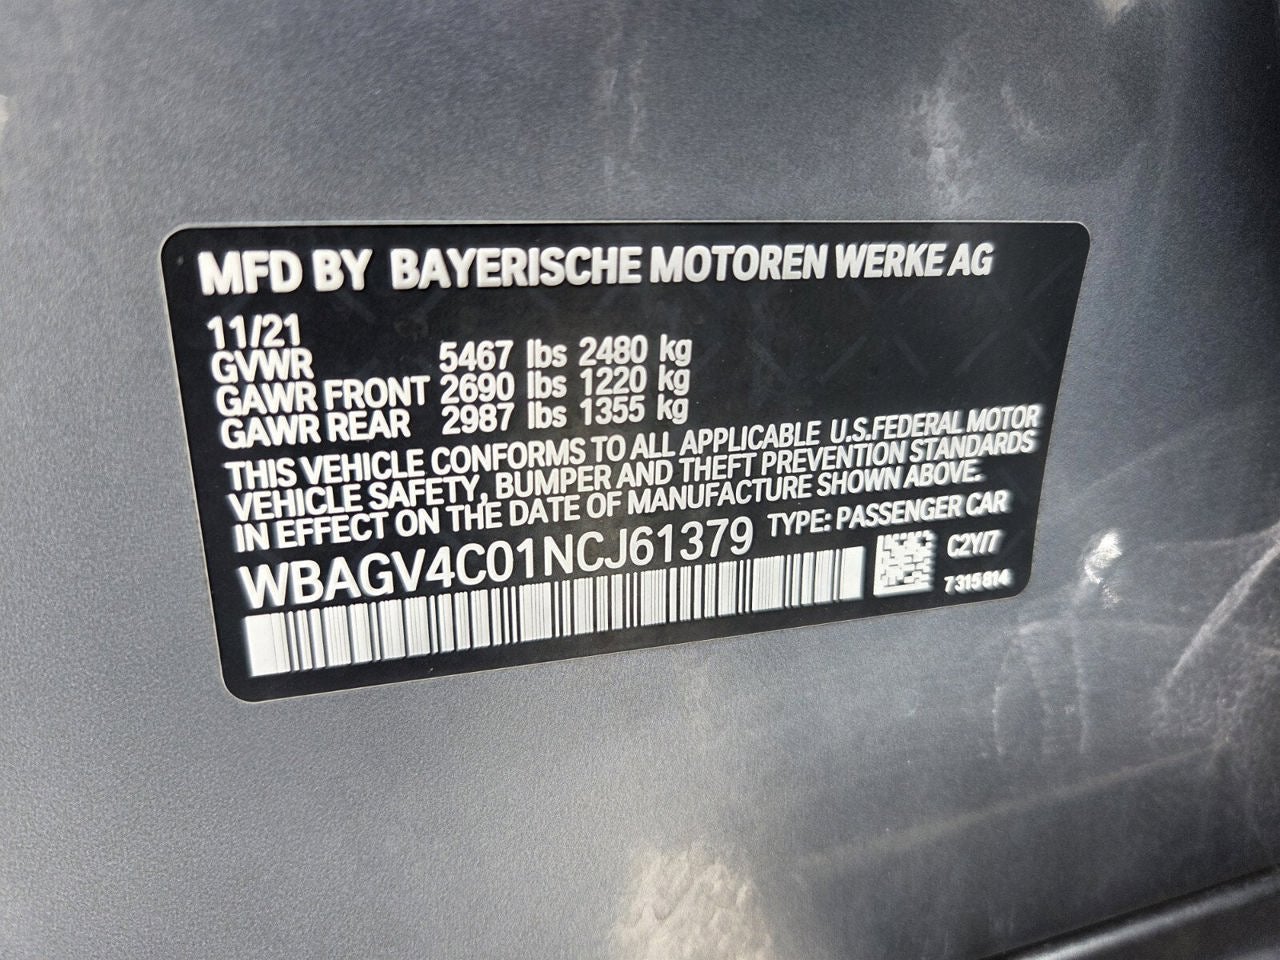 MFD BY BAYERISCHE MOTOREN WERKE AG
11/21
GVWR 5467 lbs 2480 kg
GAWR FRONT 2690 lbs 1220 kg
GAWR REAR 2987 lbs 1355 kg
THIS VEHICLE CONFORMS TO ALL APPLICABLE U.S.FEDERAL MOTOR
VEHICLE SAFETY, BUMPER AND THEFT PREVENTION STANDARDS
IN EFFECT ON THE DATE OF MANUFACTURE SHOWN ABOVE.
WBAGV4C01NCJ61379 TYPE: PASSENGER CAR
C2Y/7
7315814